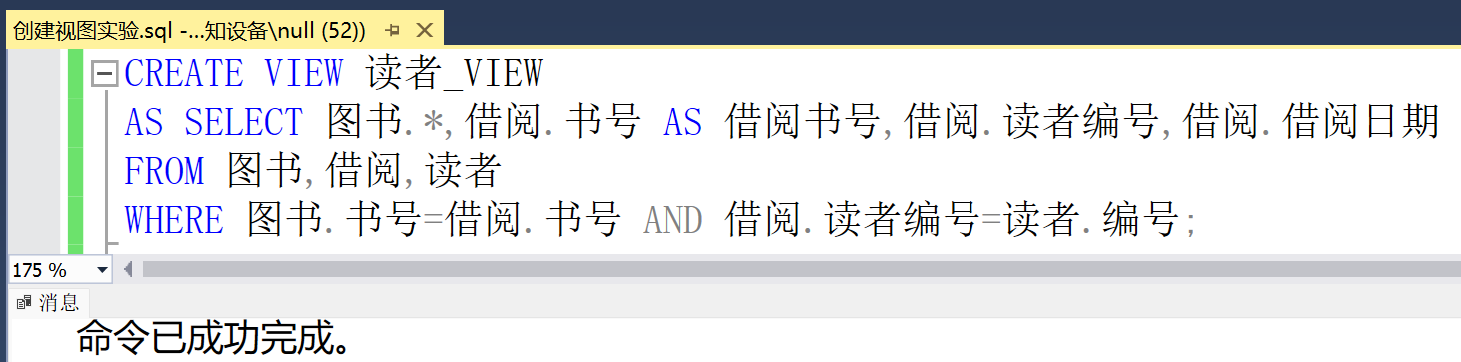 创建视图实验.sql -...知设备\null (52))
CREATE VIEW 读者_VIEW
AS SELECT 图书.*,借阅.书号 AS 借阅书号,借阅.读者编号,借阅.借阅日期
FROM 图书,借阅,读者
WHERE 图书.书号=借阅.书号 AND 借阅.读者编号=读者.编号;
175 %
消息
命令已成功完成。